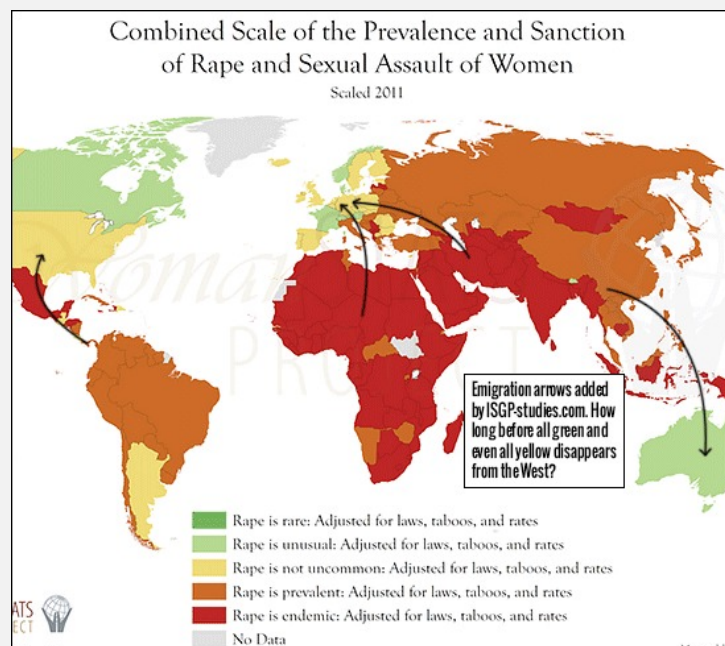 Combined Scale of the Prevalence and Sanction
of Rape and Sexual Assault of Women
Scaled 2011
Woman
PROJECT
Emigration arrows added
by ISGP-studies.com. How
long before all green and
even all yellow disappears
from the West?
Rape is rare: Adjusted for laws, taboos, and rates
Rape is unusual: Adjusted for laws, taboos, and rates
Rape is not uncommon: Adjusted for laws, taboos, and rates
Rape is prevalent: Adjusted for laws, taboos, and rates
Rape is endemic: Adjusted for laws, taboos, and rates
No Data
ATS
ECT